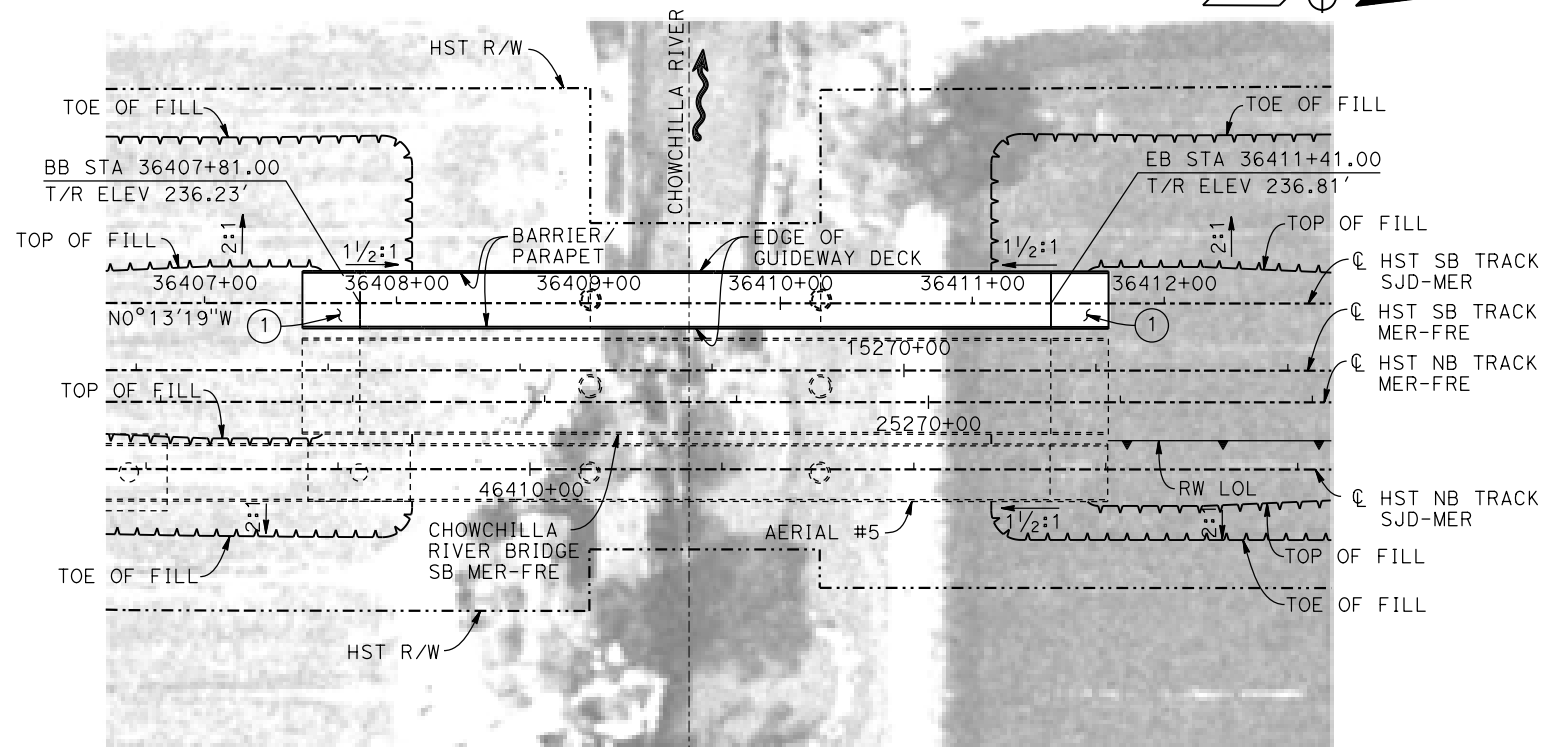 CHOWCHILLA RIVER
HST R/W
TOE OF FILL
TOE OF FILL
BB STA 36407+81.00
T/R ELEV 236.23'
EB STA 36411+41.00
T/R ELEV 236.81'
TOP OF FILL
2:1
1½:1
BARRIER/
PARAPET
EDGE OF
GUIDEWAY DECK
1½:1
2:1
TOP OF FILL
36407+00
36408+00
36409+00
36410+00
36411+00
36412+00
℄ HST SB TRACK
SJD-MER
N0°13'19"W
1
1
℄ HST SB TRACK
MER-FRE
15270+00
℄ HST NB TRACK
MER-FRE
TOP OF FILL
25270+00
46410+00
RW LOL
℄ HST NB TRACK
SJD-MER
2:1
CHOWCHILLA
RIVER BRIDGE
SB MER-FRE
AERIAL #5
1½:1
2:1
TOP OF FILL
TOE OF FILL
TOE OF FILL
HST R/W